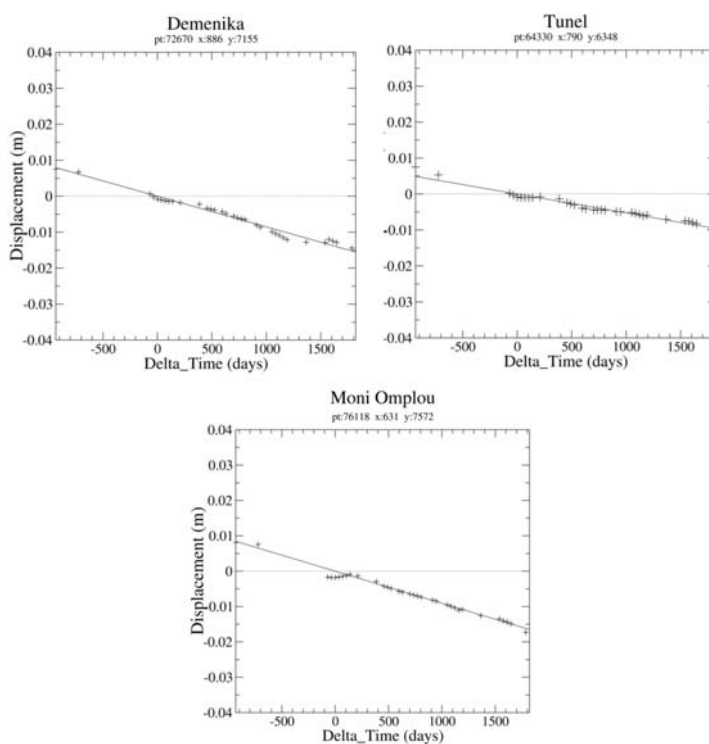 Demenika
pt:72670 x:886 y:7155
0.04
0.03
0.02
0.01
0
-0.01
-0.02
-0.03
-0.04
Displacement (m)
-500 0 500 1000 1500
Delta_Time (days)
Tunel
pt:64330 x:790 y:6348
0.04
0.03
0.02
0.01
0
-0.01
-0.02
-0.03
-0.04
-500 0 500 1000 1500
Delta_Time (days)
Moni Omplou
pt:76118 x:631 y:7572
0.04
0.03
0.02
0.01
0
-0.01
-0.02
-0.03
-0.04
Displacement (m)
-500 0 500 1000 1500
Delta_Time (days)